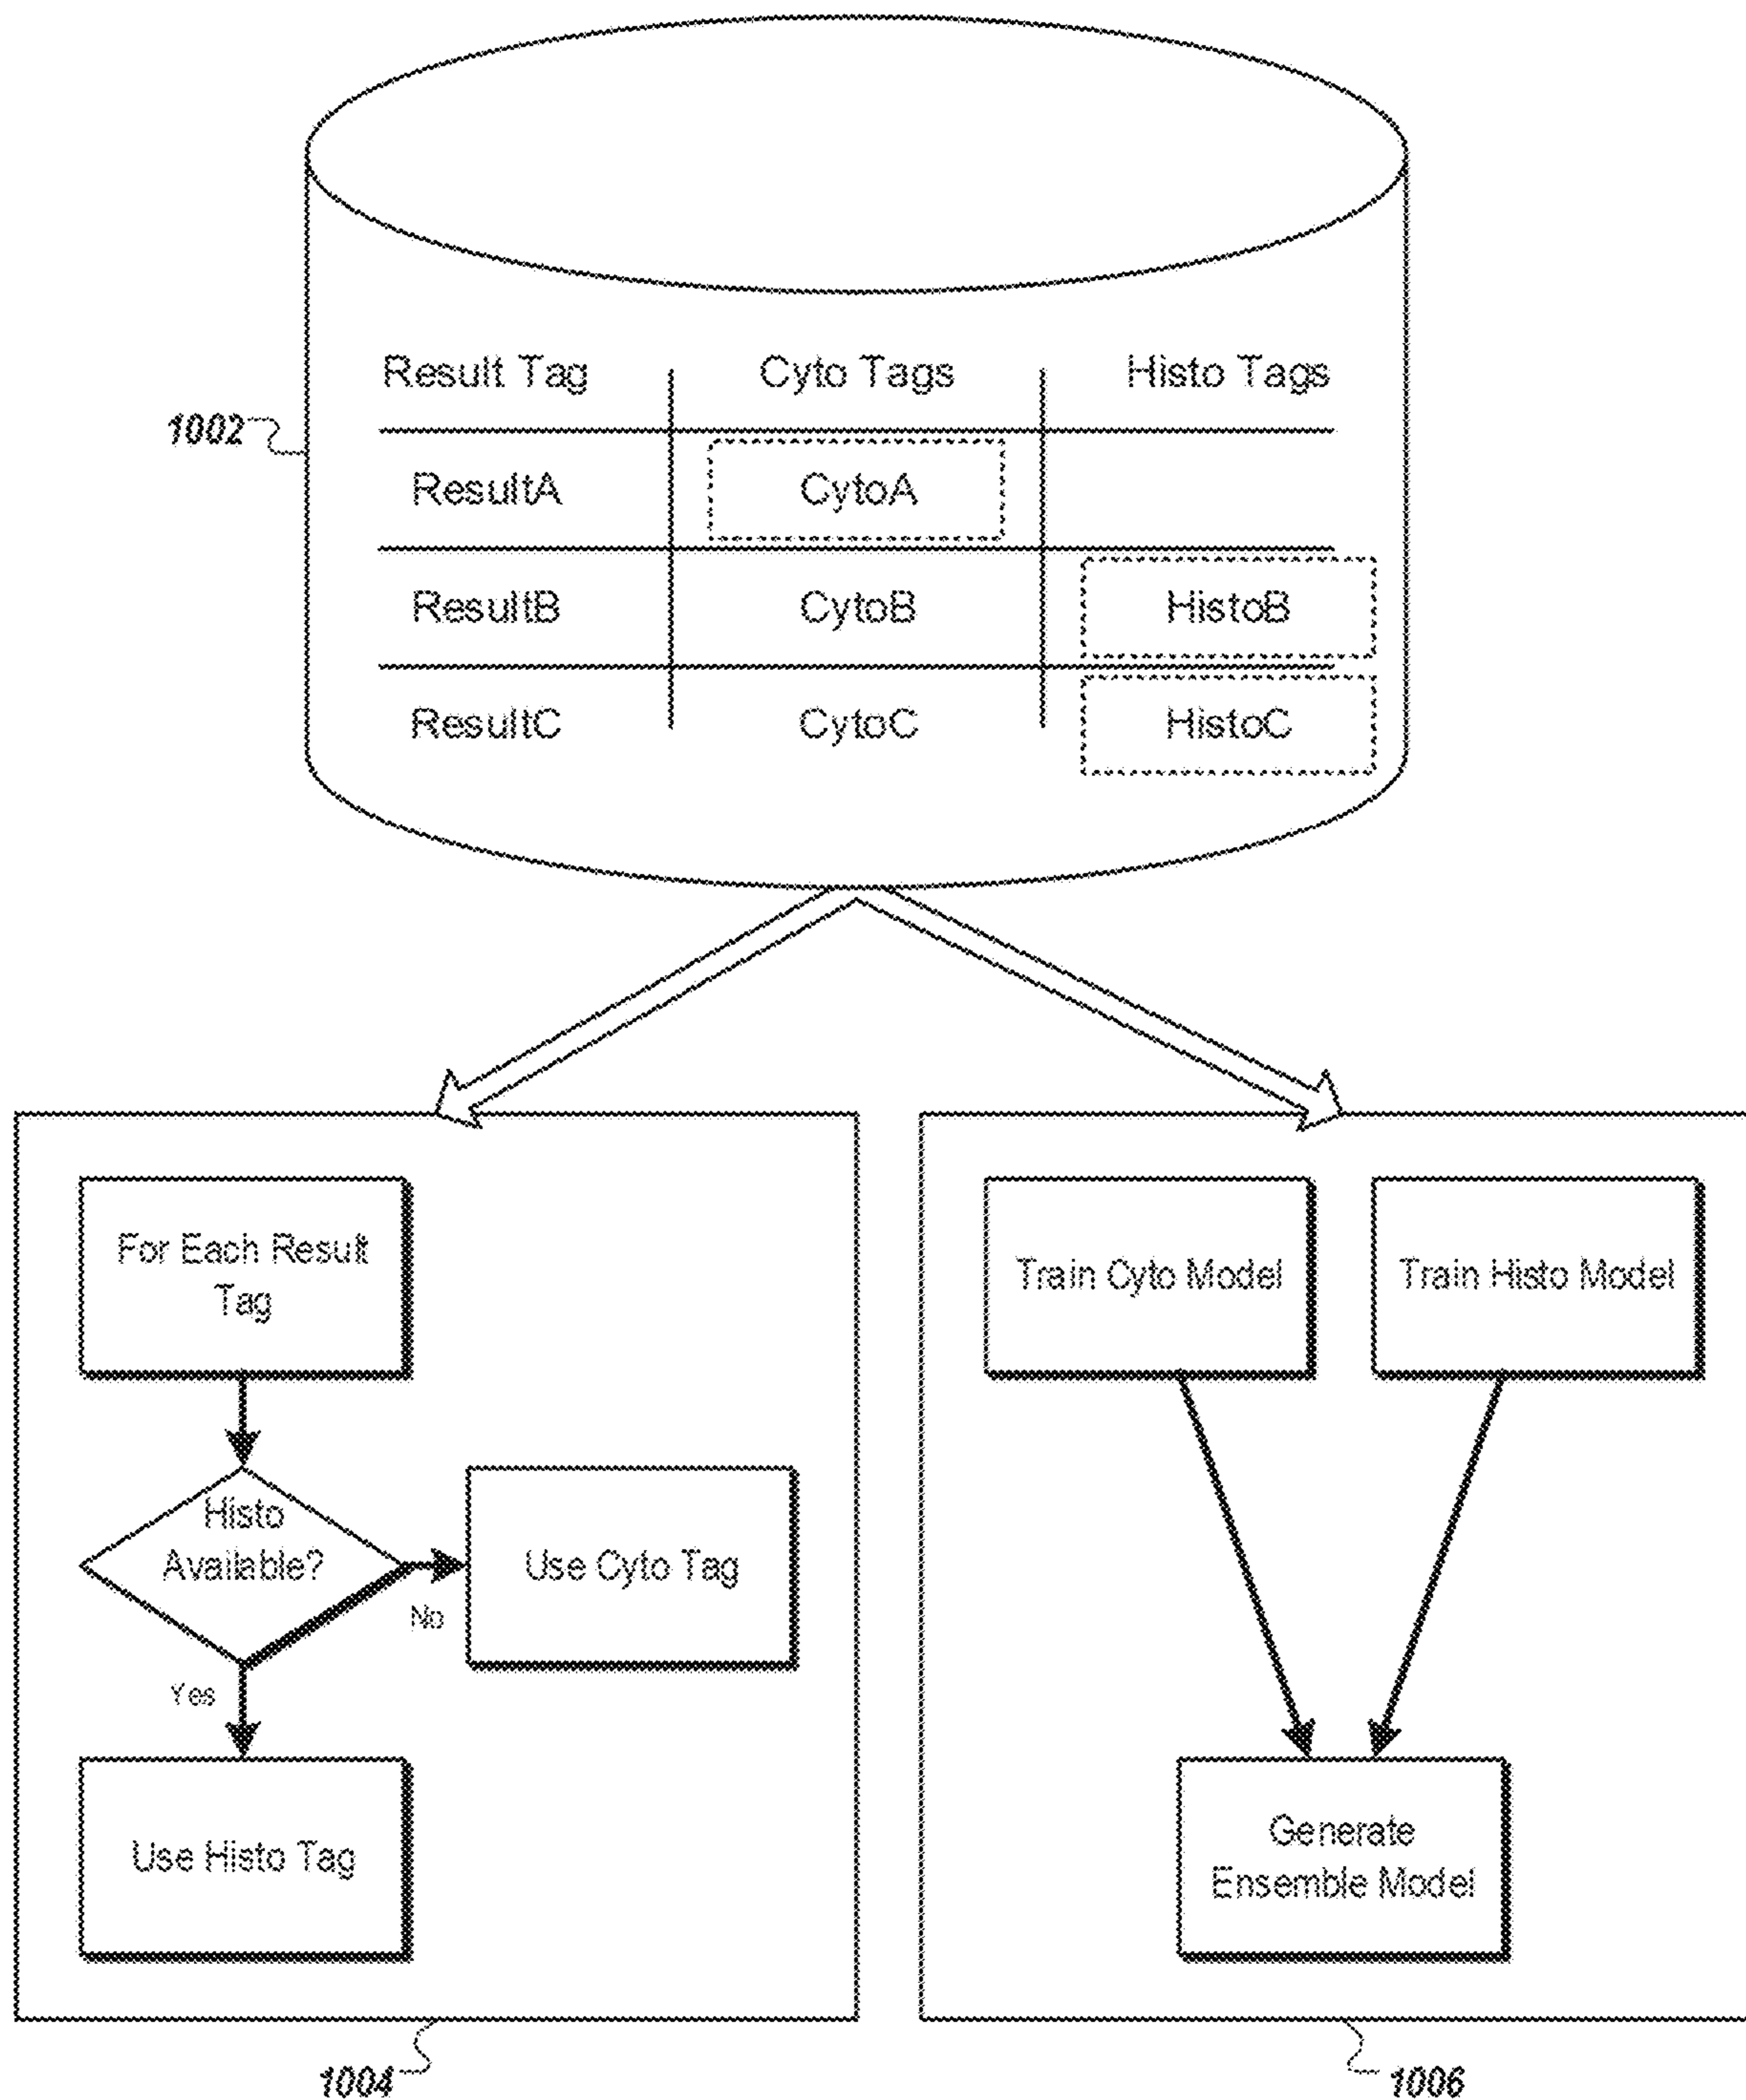 Result Tag Cyto Tags Histo Tags
1002
ResultA CytoA
ResultB CytoB HistoB
ResultC CytoC HistoC
For Each Result
Tag
Histo
Available?
No
Use Cyto Tag
Yes
Use Histo Tag
1004
Train Cyto Model
Train Histo Model
Generate
Ensemble Model
1006